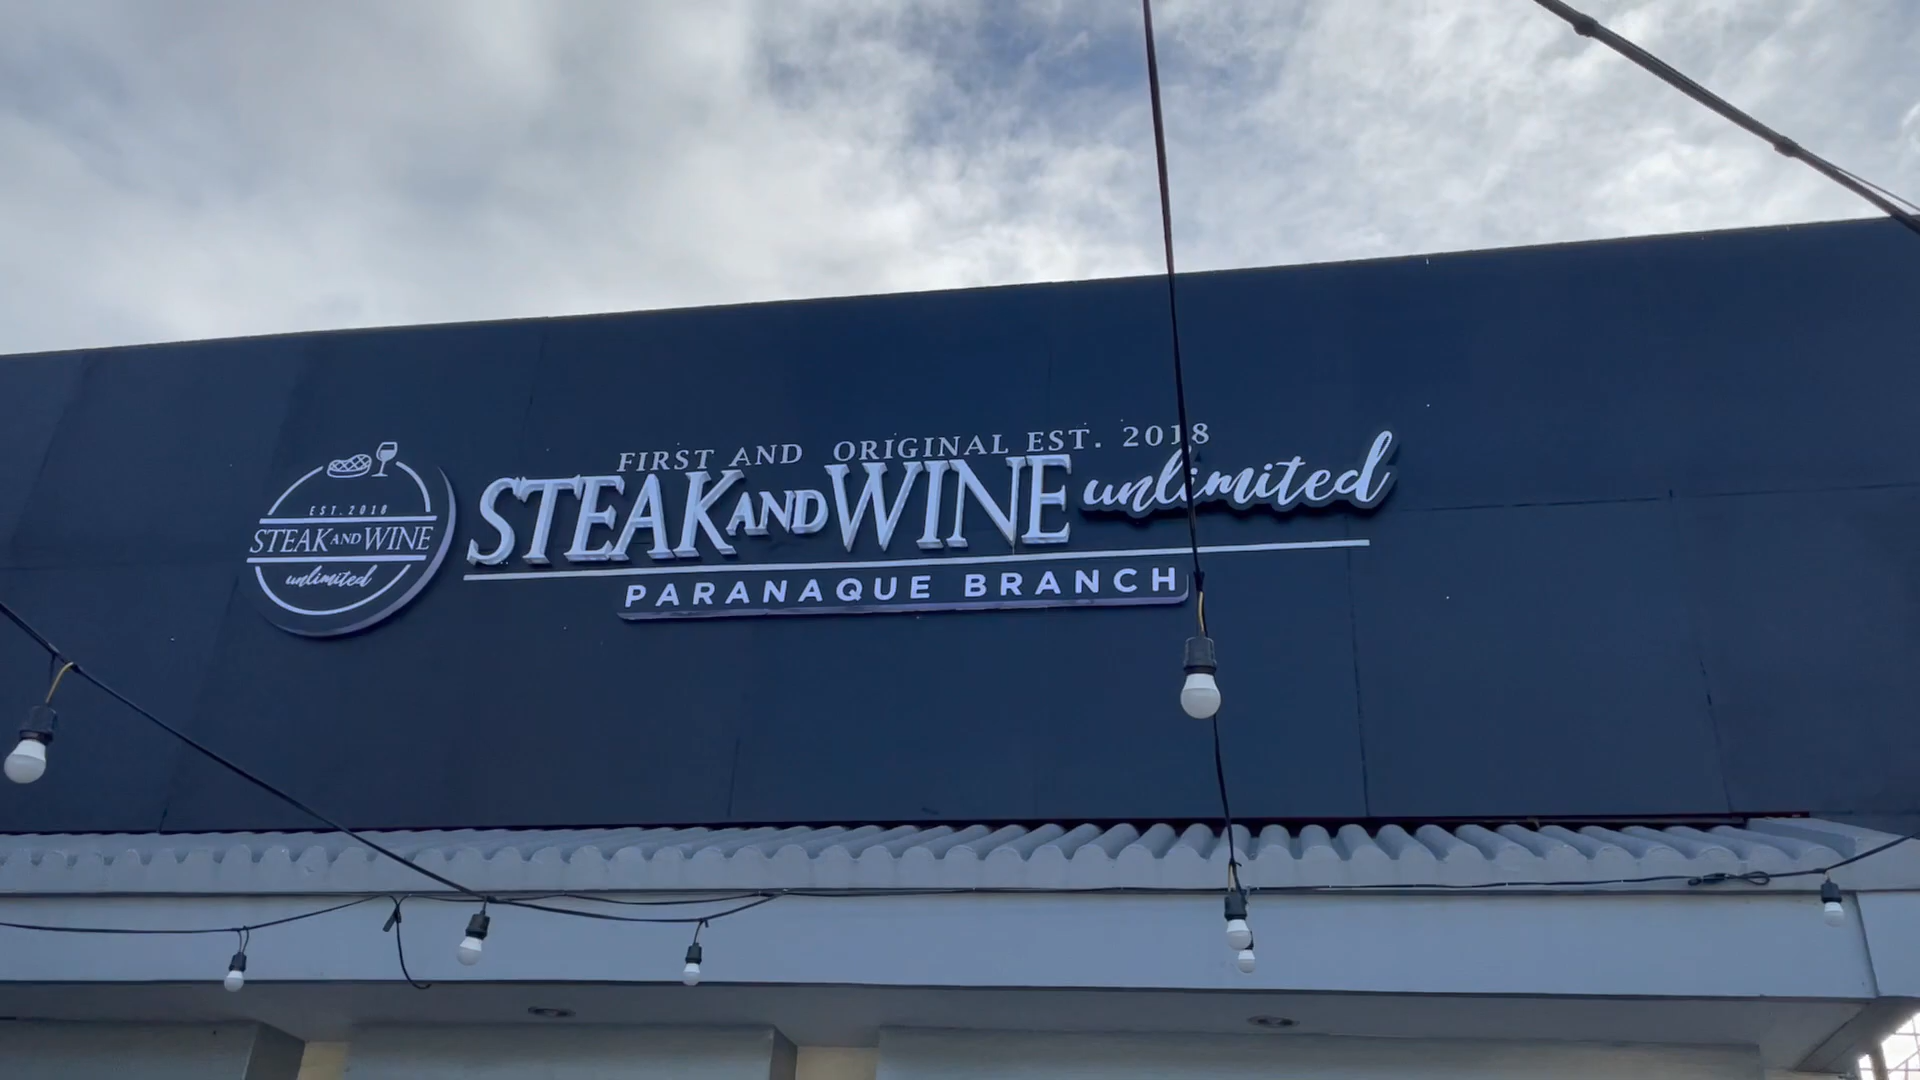 EST. 2018
STEAK AND WINE
unlimited
FIRST AND ORIGINAL EST. 2018
STEAK AND WINE unlimited
PARANAQUE BRANCH